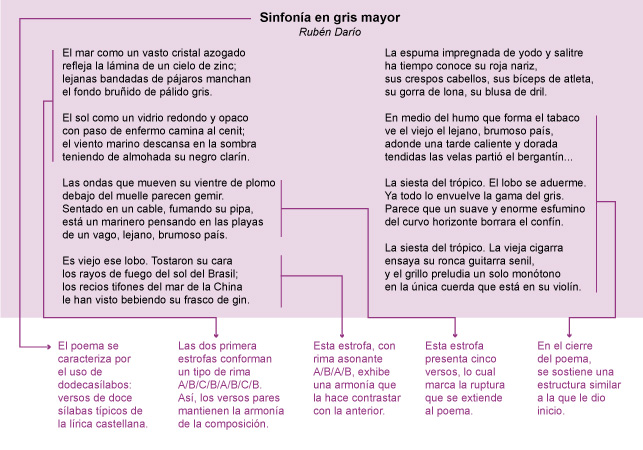 Sinfonía en gris mayor
Rubén Darío
El mar como un vasto cristal azogado
refleja la lámina de un cielo de zinc;
lejanas bandadas de pájaros manchan
el fondo bruñido de pálido gris.
El sol como un vidrio redondo y opaco
con paso de enfermo camina al cenit;
el viento marino descansa en la sombra
teniendo de almohada su negro clarín.
Las ondas que mueven su vientre de plomo
debajo del muelle parecen gemir.
Sentado en un cable, fumando su pipa,
está un marinero pensando en las playas
de un vago, lejano, brumoso país.
Es viejo ese lobo. Tostaron su cara
los rayos de fuego del sol del Brasil;
los recios tifones del mar de la China
le han visto bebiendo su frasco de gin.
La espuma impregnada de yodo y salitre
ha tiempo conoce su roja nariz,
sus crespos cabellos, sus bíceps de atleta,
su gorra de lona, su blusa de dril.
En medio del humo que forma el tabaco
ve el viejo el lejano, brumoso país,
adonde una tarde caliente y dorada
tendidas las velas partió el bergantín...
La siesta del trópico. El lobo se aduerme.
Ya todo lo envuelve la gama del gris.
Parece que un suave y enorme esfumino
del curvo horizonte borrara el confín.
La siesta del trópico. La vieja cigarra
ensaya su ronca guitarra senil,
y el grillo preludia un solo monótono
en la única cuerda que está en su violín.
El poema se
caracteriza por
el uso de
dodecasílabos:
versos de doce
sílabas típicos de
la lírica castellana.
Las dos primera
estrofas conforman
un tipo de rima
A/B/C/B/A/B/C/B.
Así, los versos pares
mantienen la armonía
de la composición.
Esta estrofa, con
rima asonante
A/B/A/B, exhibe
una armonía que
la hace contrastar
con la anterior.
Esta estrofa
presenta cinco
versos, lo cual
marca la ruptura
que se extiende
al poema.
En el cierre
del poema,
se sostiene una
estructura similar
a la que le dio
inicio.